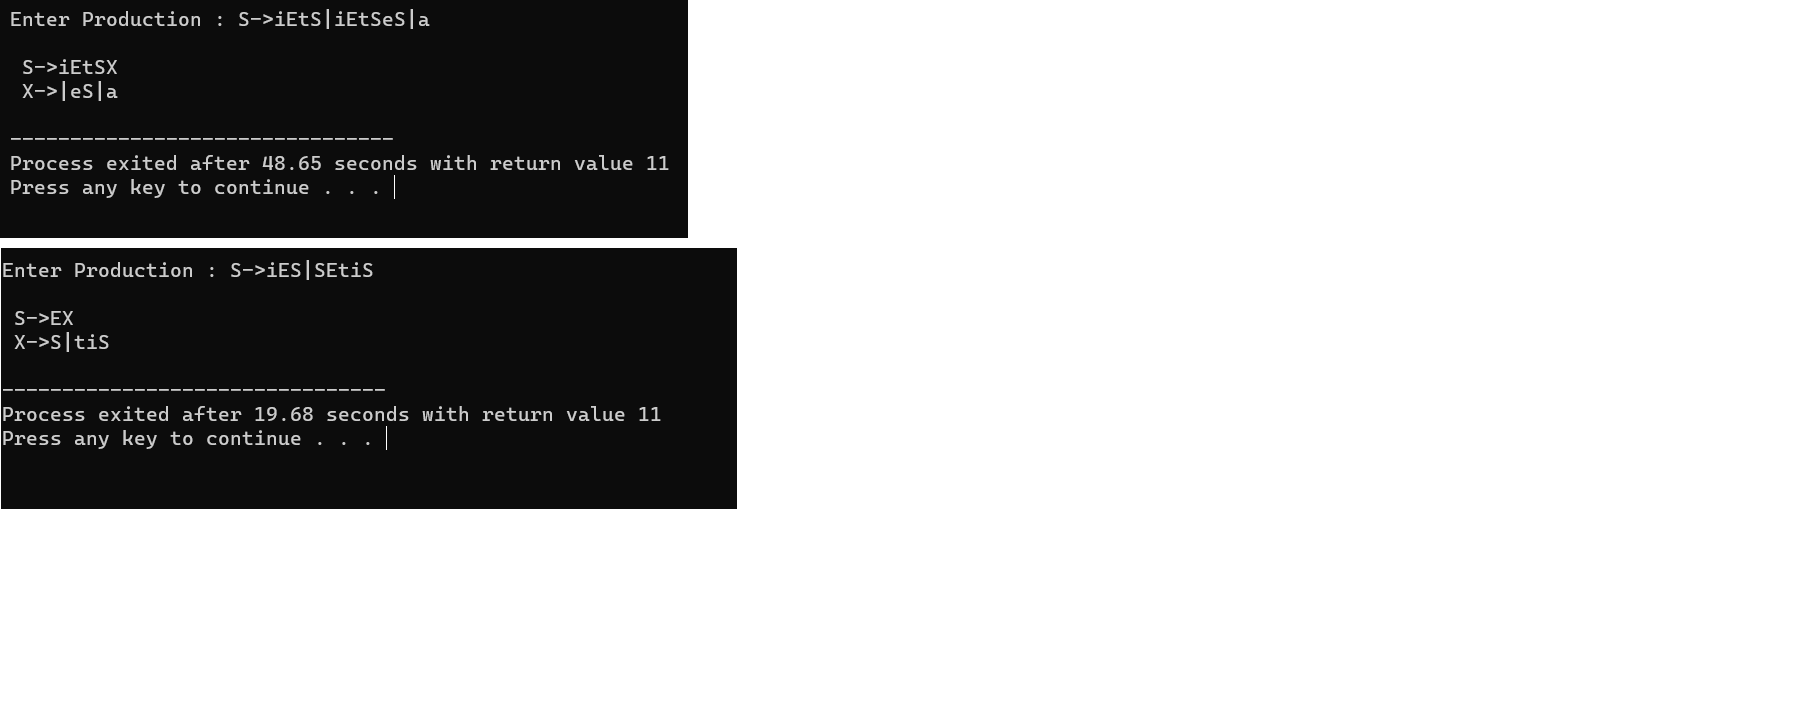 Enter Production : S->iEtS|iEtSeS|a
S->iEtSX
X->|eS|a
--------------------------------
Process exited after 48.65 seconds with return value 11
Press any key to continue . . .
Enter Production : S->iES|SEtiS
S->EX
X->S|tiS
--------------------------------
Process exited after 19.68 seconds with return value 11
Press any key to continue . . .